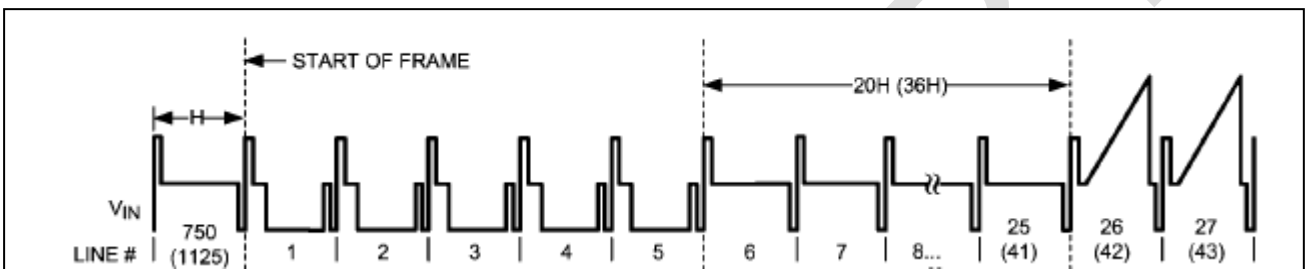 START OF FRAME
20H (36H)
H
VIN
LINE # 750 (1125) 1 2 3 4 5 6 7 8... 25 (41) 26 (42) 27 (43)